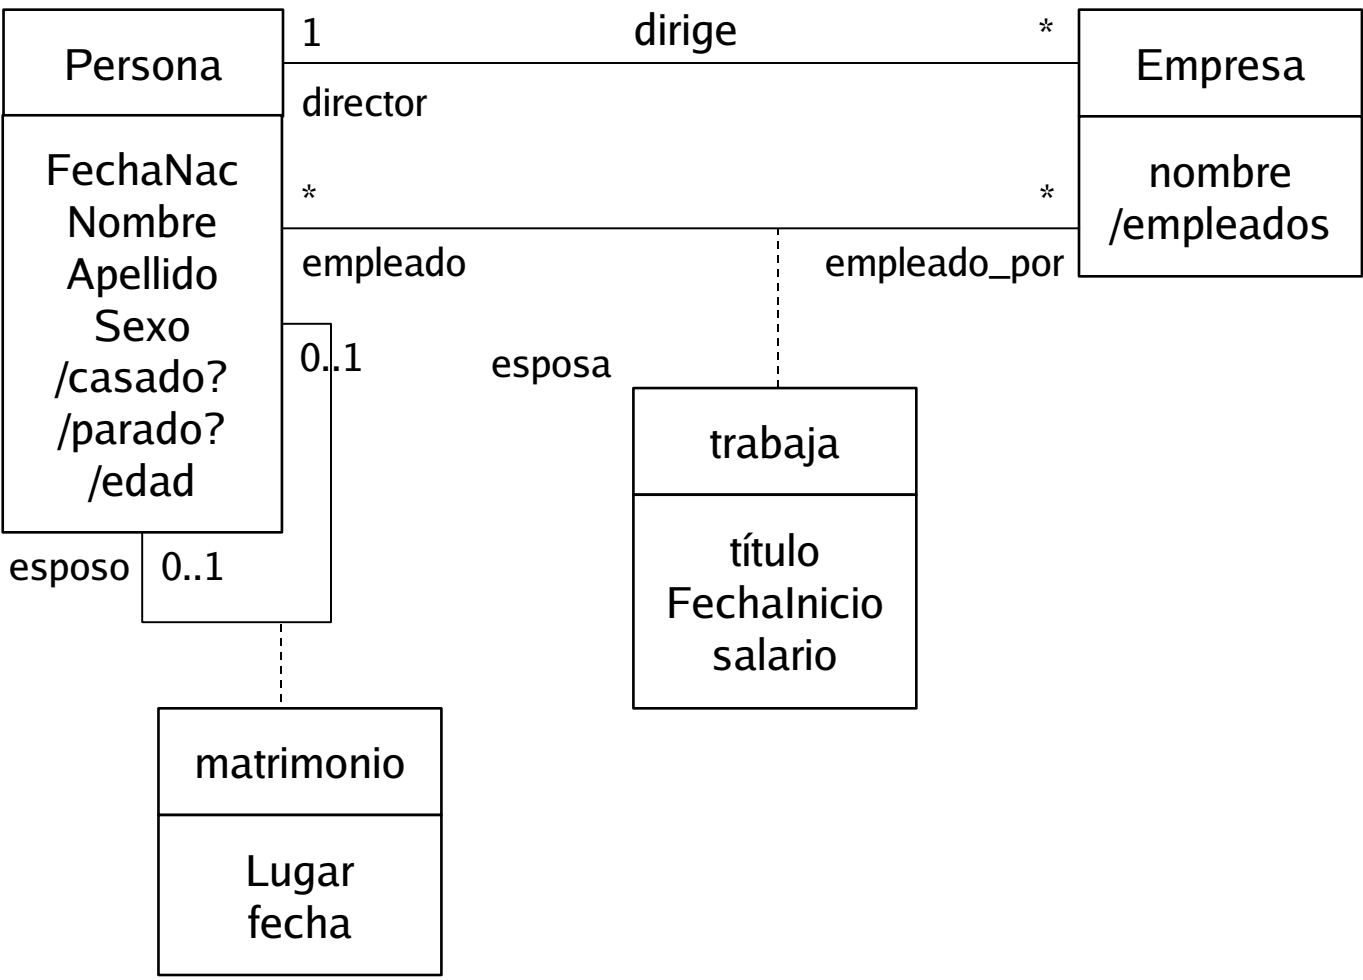 1
dirige
*
Persona
Empresa
director
FechaNac
Nombre
Apellido
Sexo
/casado?
/parado?
/edad
nombre
/empleados
*
*
empleado
empleado_por
0..1
esposa
esposo
0..1
trabaja
título
FechaInicio
salario
matrimonio
Lugar
fecha